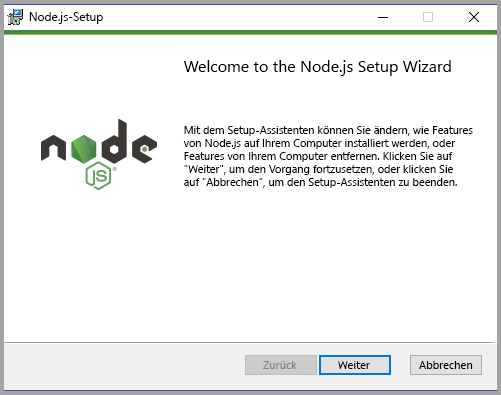 Node.js-Setup
Welcome to the Node.js Setup Wizard
node
JS®
Mit dem Setup-Assistenten können Sie ändern, wie Features
von Node.js auf Ihrem Computer installiert werden, oder
Features von Ihrem Computer entfernen. Klicken Sie auf
"Weiter", um den Vorgang fortzusetzen, oder klicken Sie
auf "Abbrechen", um den Setup-Assistenten zu beenden.
Zurück
Weiter
Abbrechen